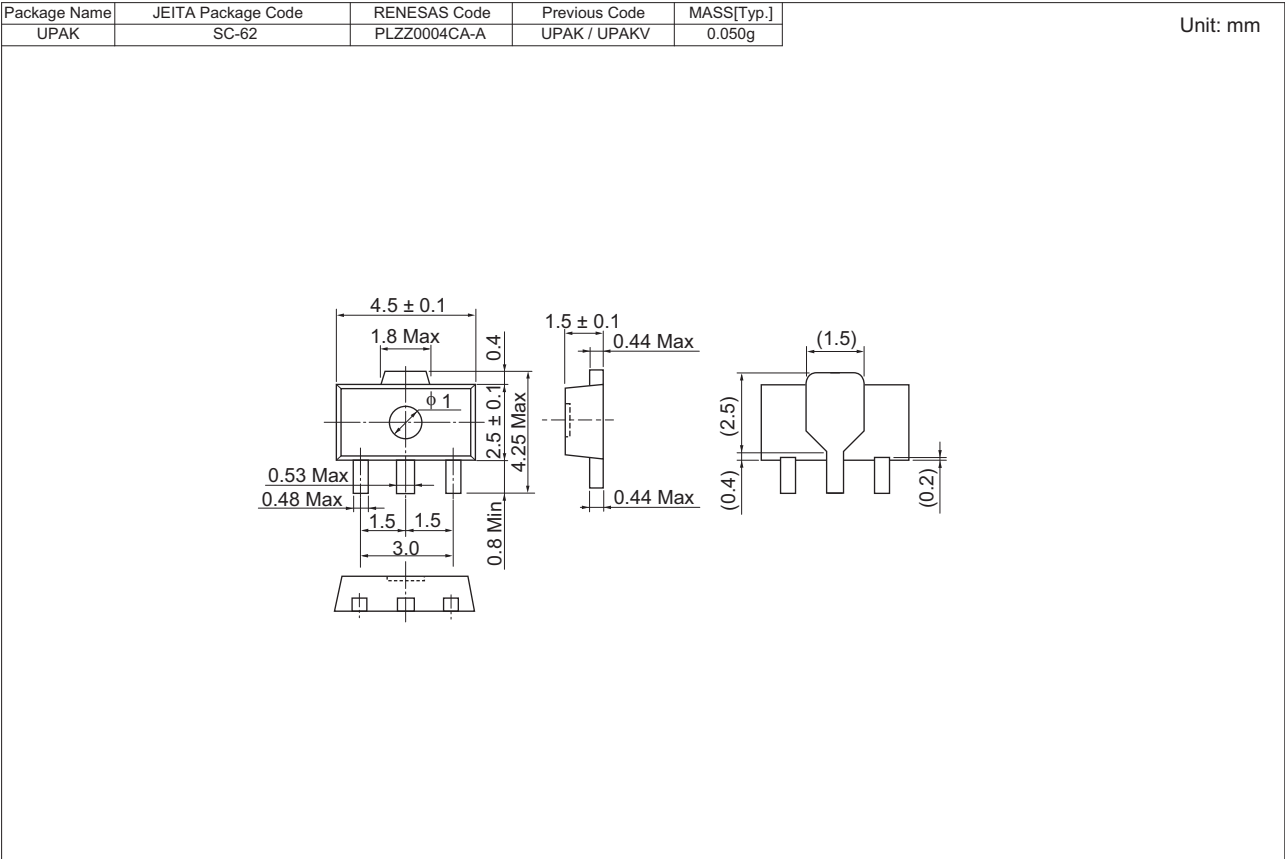 Package Name JEITA Package Code RENESAS Code Previous Code MASS[Typ.]
UPAK SC-62 PLZZ0004CA-A UPAK / UPAKV 0.050g
Unit: mm
4.5 ± 0.1
1.8 Max
0.4
ϕ 1
2.5 ± 0.1
4.25 Max
0.53 Max
0.48 Max
1.5 1.5
3.0
0.8 Min
1.5 ± 0.1
0.44 Max
0.44 Max
(1.5)
(2.5)
(0.4)
(0.2)